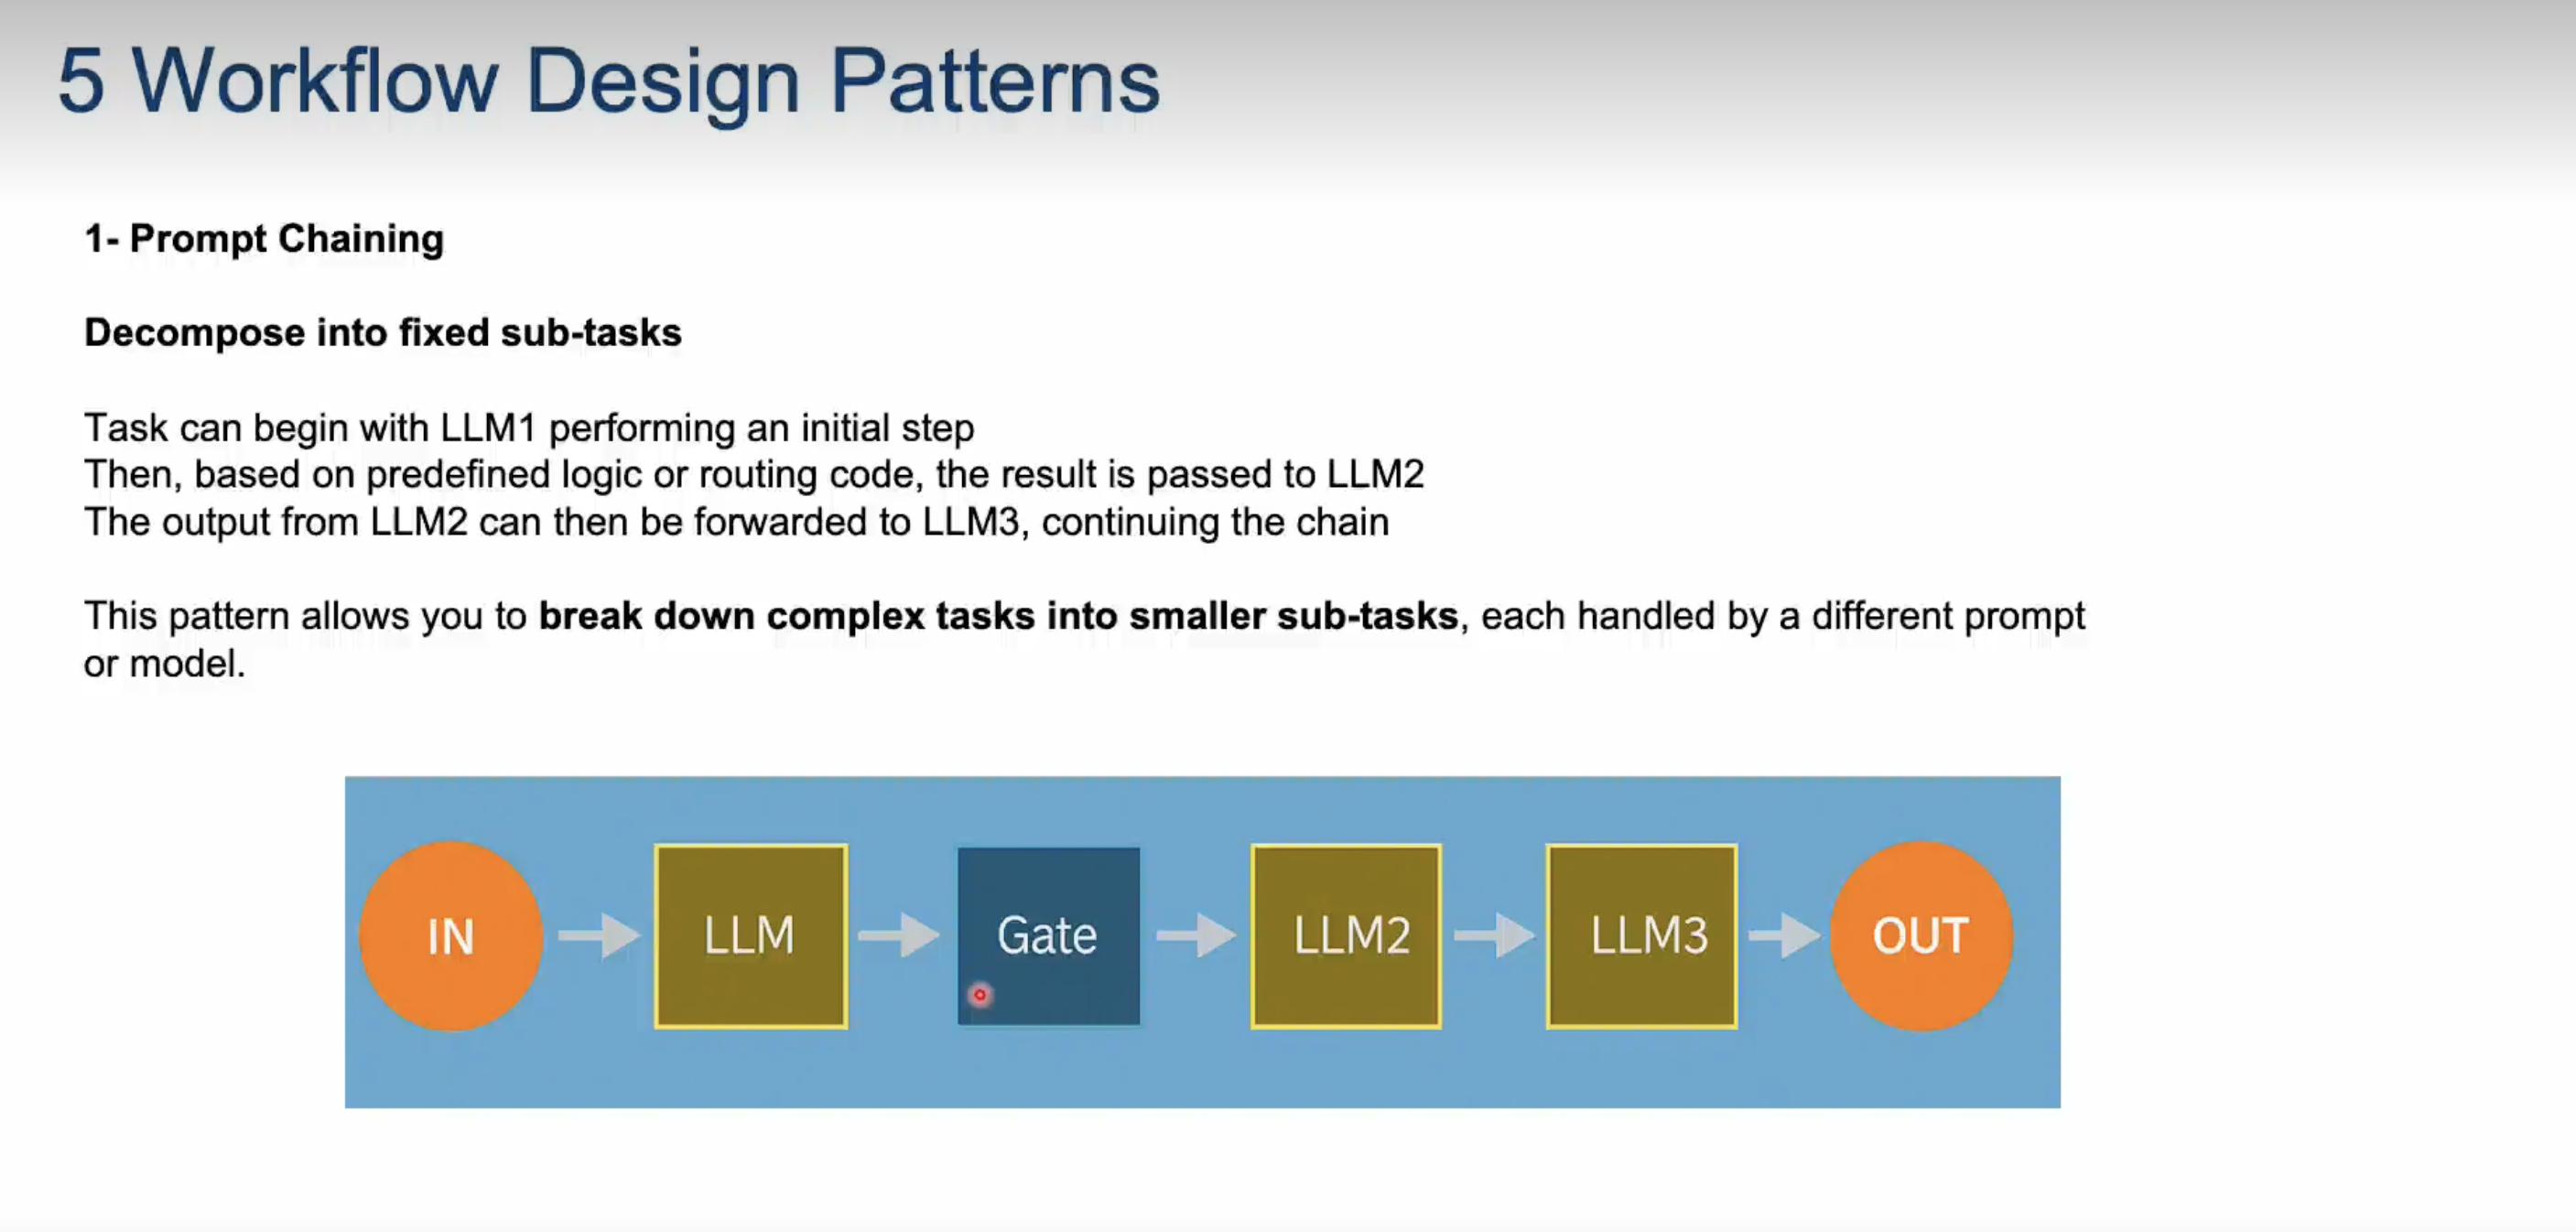 5 Workflow Design Patterns
1- Prompt Chaining
Decompose into fixed sub-tasks
Task can begin with LLM1 performing an initial step
Then, based on predefined logic or routing code, the result is passed to LLM2
The output from LLM2 can then be forwarded to LLM3, continuing the chain
This pattern allows you to break down complex tasks into smaller sub-tasks, each handled by a different prompt
or model.
IN
LLM
Gate
LLM2
LLM3
OUT